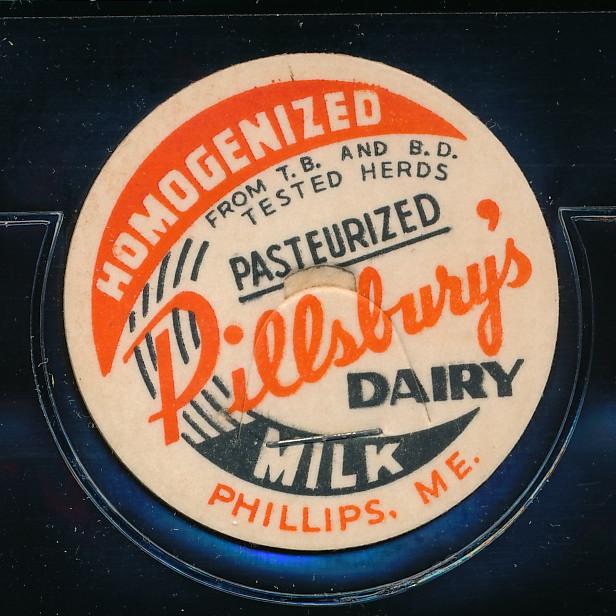 HOMOGENIZED
FROM T.B. AND B.D.
TESTED HERDS
PASTEURIZED
Pillsbury's
DAIRY
MILK
PHILLIPS, ME.